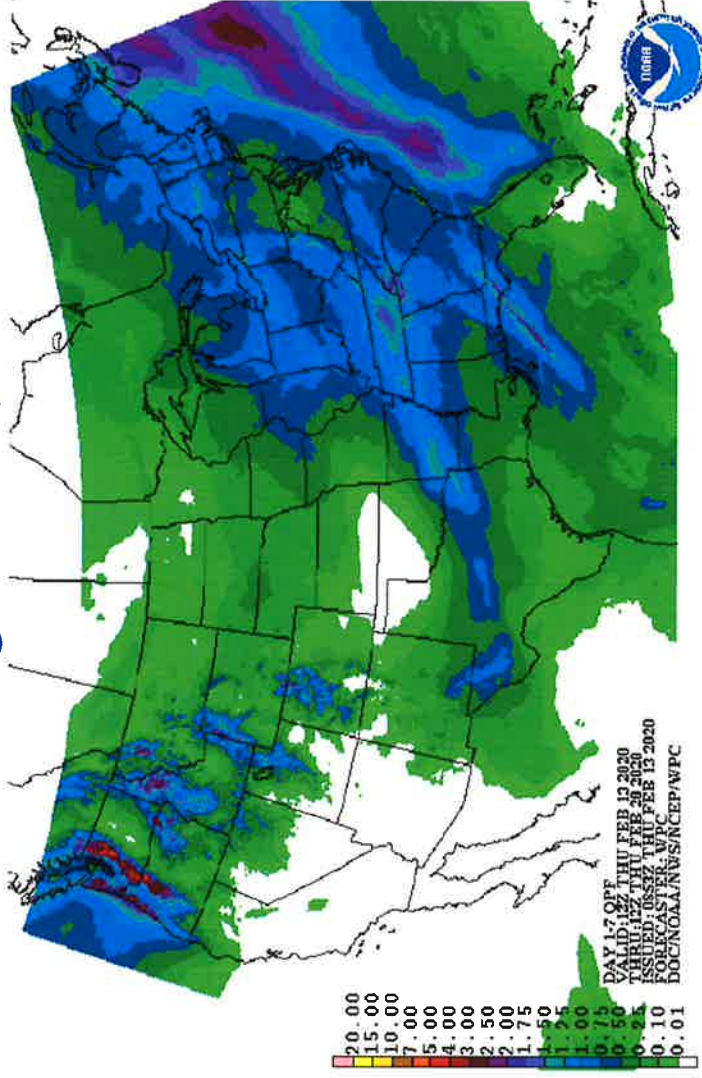 20.00
15.00
10.00
7.00
5.00
4.00
3.00
2.50
2.00
1.75
1.50
1.25
1.00
0.75
0.50
0.25
0.10
0.01
DAY 1-7 QPF
VALID:12Z THU FEB 13 2020
THRU:12Z THU FEB 20 2020
ISSUED: 0853Z THU FEB 13 2020
FORECASTER: WPC
DOC/NOAA/NWS/NCEP/WPC
NOAA